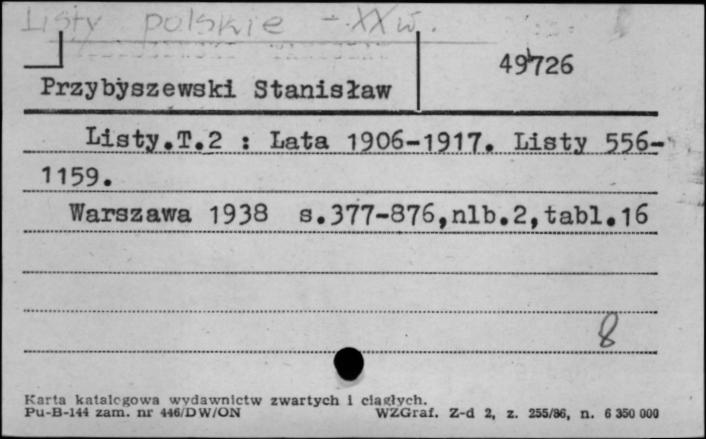 Listy polskie - XX w.
49726
Przybyszewski Stanisław
Listy.T.2 : Lata 1906-1917. Listy 556-
1159.
Warszawa 1938 s.377-876,nlb.2,tabl.16
8
Karta katalogowa wydawnictw zwartych i ciągłych.
Pu-B-144 zam. nr 446/DW/ON WZGraf. Z-d 2, z. 255/86, n. 6 350 000